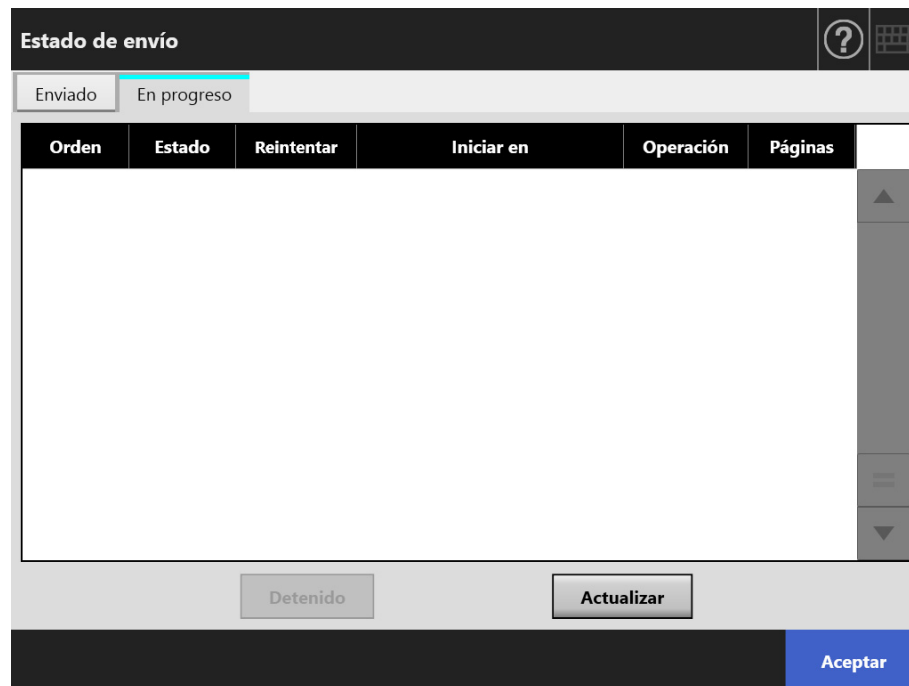 Estado de envío
Enviado En progreso
Orden Estado Reintentar Iniciar en Operación Páginas
Detenido Actualizar
Aceptar